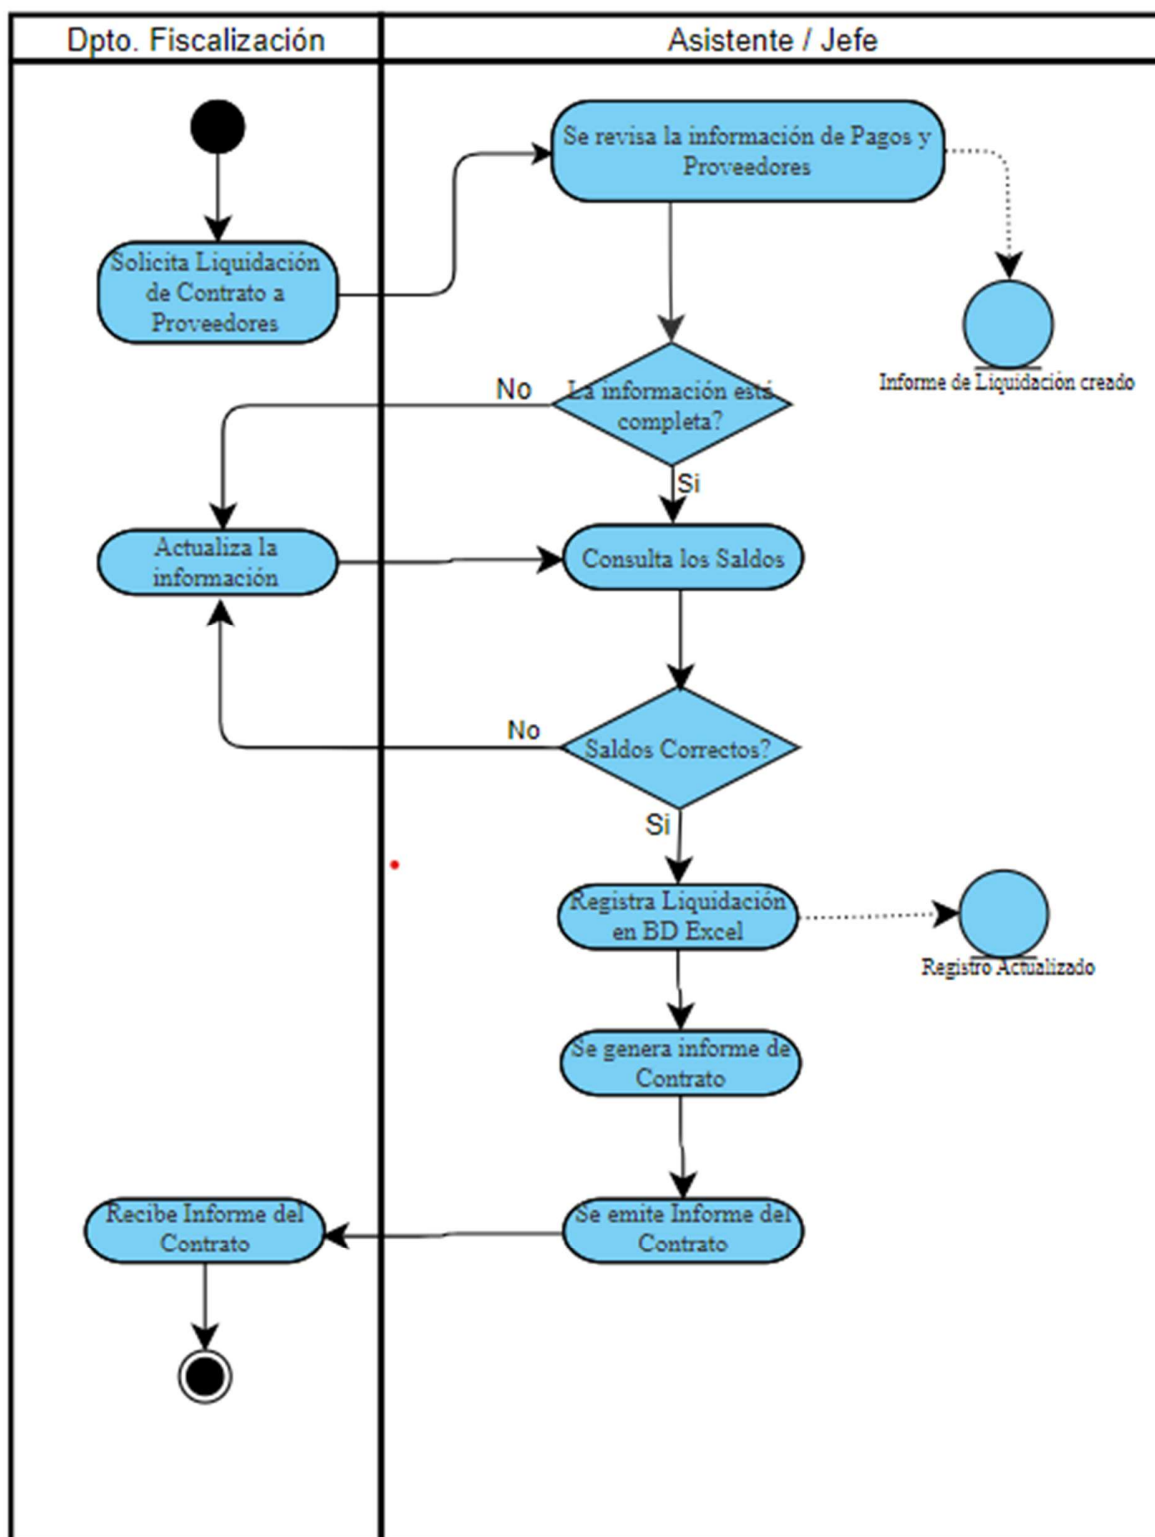 Dpto. Fiscalización
Asistente / Jefe
Se revisa la información de Pagos y
Proveedores
Solicita Liquidación
de Contrato a
Proveedores
Informe de Liquidación creado
No
La información está
completa?
Si
Actualiza la
información
Consulta los Saldos
No
Saldos Correctos?
Si
Registra Liquidación
en BD Excel
Registro Actualizado
Se genera informe de
Contrato
Recibe Informe del
Contrato
Se emite Informe del
Contrato